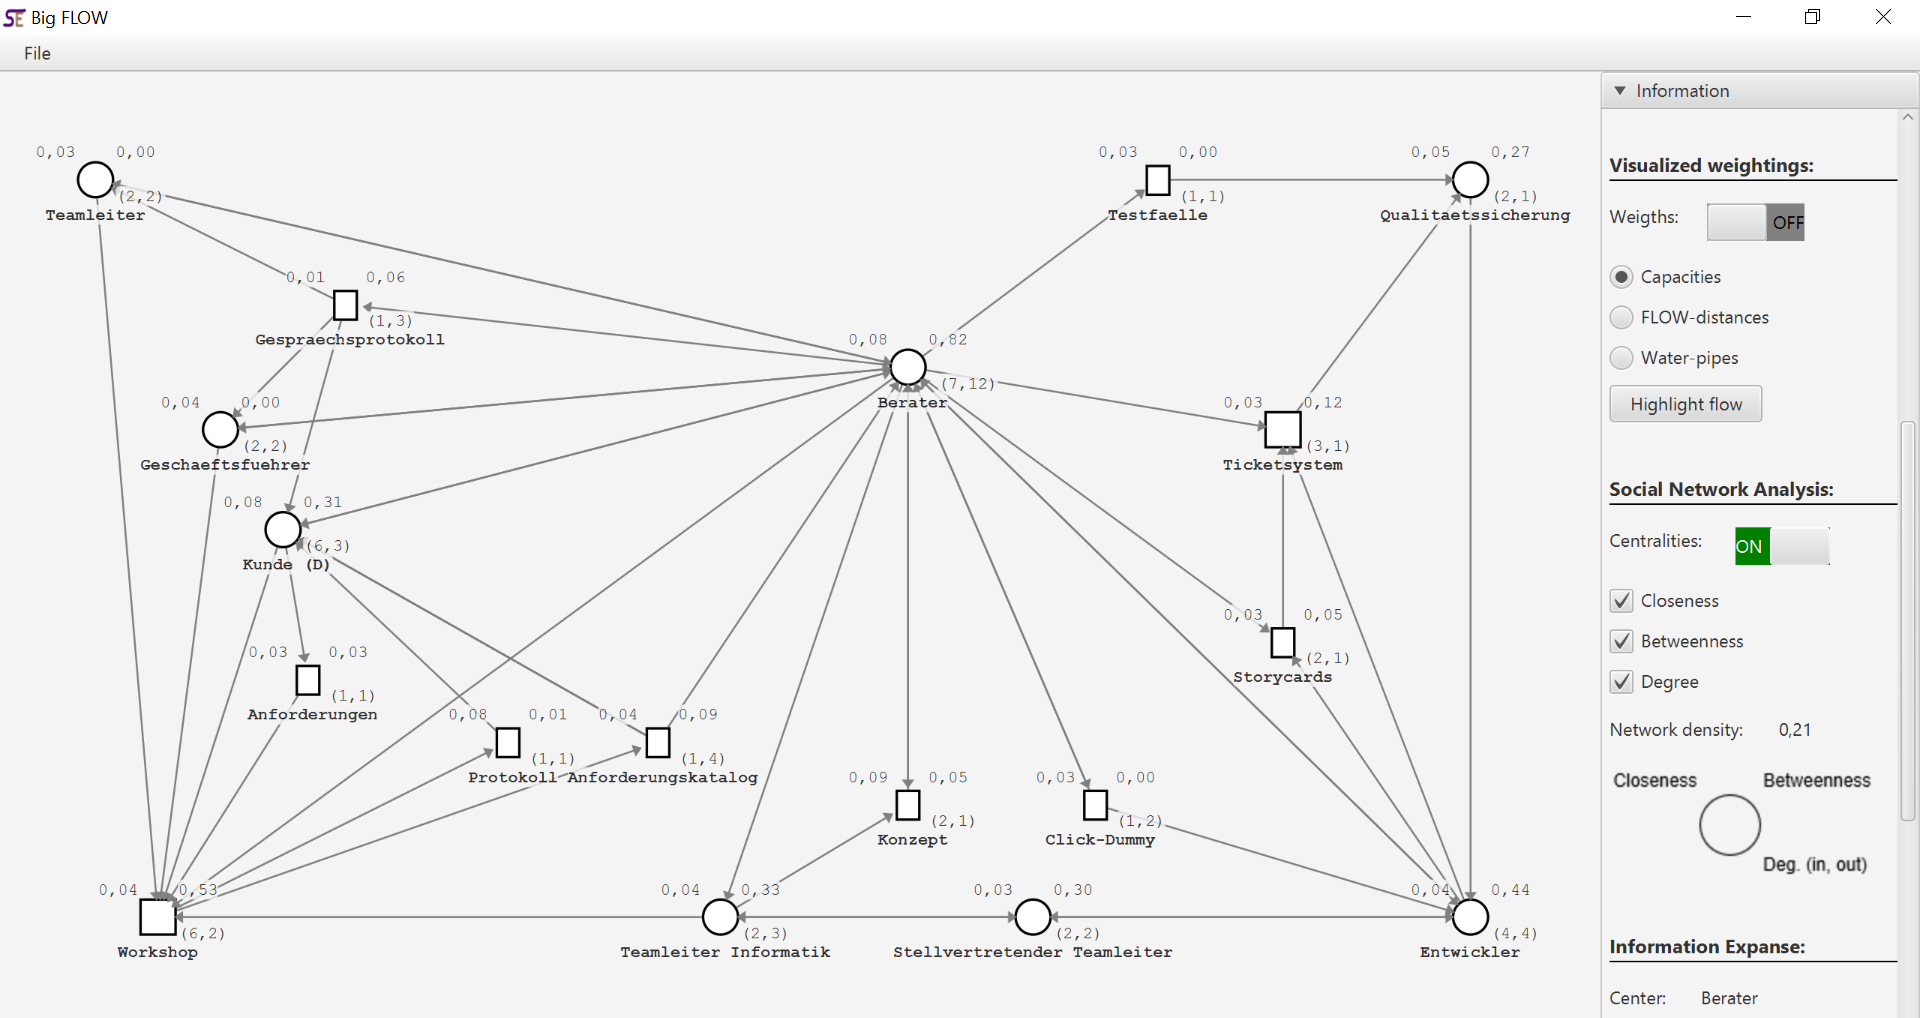 SE Big FLOW
File
0,03 0,00
(2,2)
Teamleiter
0,03 0,00
(1,1)
Testfaelle
0,05 0,27
(2,1)
Qualitaetssicherung
0,01 0,06
(1,3)
Gespraechsprotokoll
0,08 0,82
(7,12)
Berater
0,04 0,00
(2,2)
Geschaeftsfuehrer
0,03 0,12
(3,1)
Ticketsystem
0,08 0,31
(6,3)
Kunde (D)
0,03 0,03
(1,1)
Anforderungen
0,03 0,05
(2,1)
Storycards
0,08 0,01
(1,1)
Protokoll
0,04 0,09
(1,4)
Anforderungskatalog
0,09 0,05
(2,1)
Konzept
0,03 0,00
(1,2)
Click-Dummy
0,04 0,53
(6,2)
Workshop
0,04 0,33
(2,3)
Teamleiter Informatik
0,03 0,30
(2,2)
Stellvertretender Teamleiter
0,04 0,44
(4,4)
Entwickler
Information
Visualized weightings:
Weigths: OFF
Capacities
FLOW-distances
Water-pipes
Highlight flow
Social Network Analysis:
Centralities: ON
Closeness
Betweenness
Degree
Network density: 0,21
Closeness Betweenness
Deg. (in, out)
Information Expanse:
Center: Berater